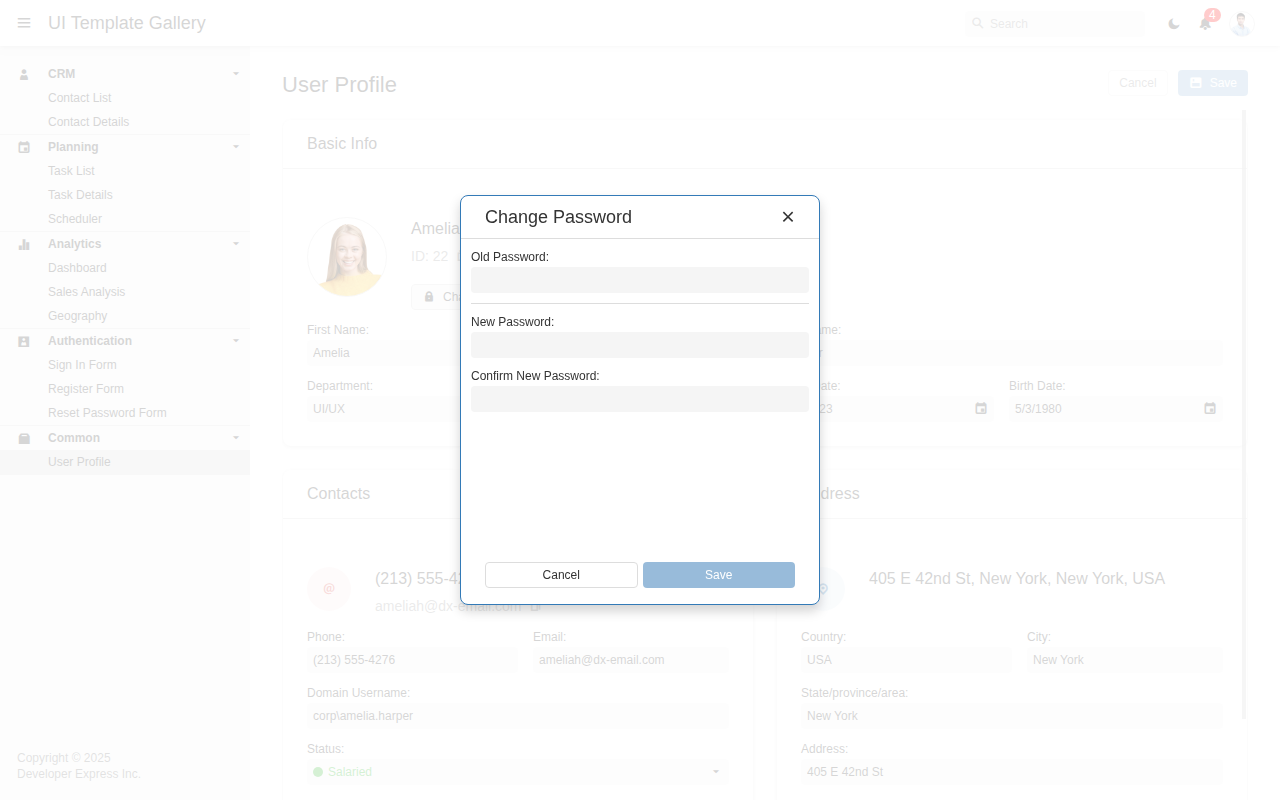 UI Template Gallery
Search
4
CRM
Contact List
Contact Details
Planning
Task List
Task Details
Scheduler
Analytics
Dashboard
Sales Analysis
Geography
Authentication
Sign In Form
Register Form
Reset Password Form
Common
User Profile
Copyright © 2025
Developer Express Inc.
User Profile
Cancel
Save
Basic Info
Amelia
ID: 22
Cha
First Name:
ame:
Amelia
r
Department:
ate:
Birth Date:
UI/UX
23
5/3/1980
Change Password
Old Password:
New Password:
Confirm New Password:
Cancel
Save
Contacts
(213) 555-42
ameliah@dx-email.com
Phone:
Email:
(213) 555-4276
ameliah@dx-email.com
Domain Username:
corp\amelia.harper
Status:
Salaried
dress
405 E 42nd St, New York, New York, USA
Country:
City:
USA
New York
State/province/area:
New York
Address:
405 E 42nd St